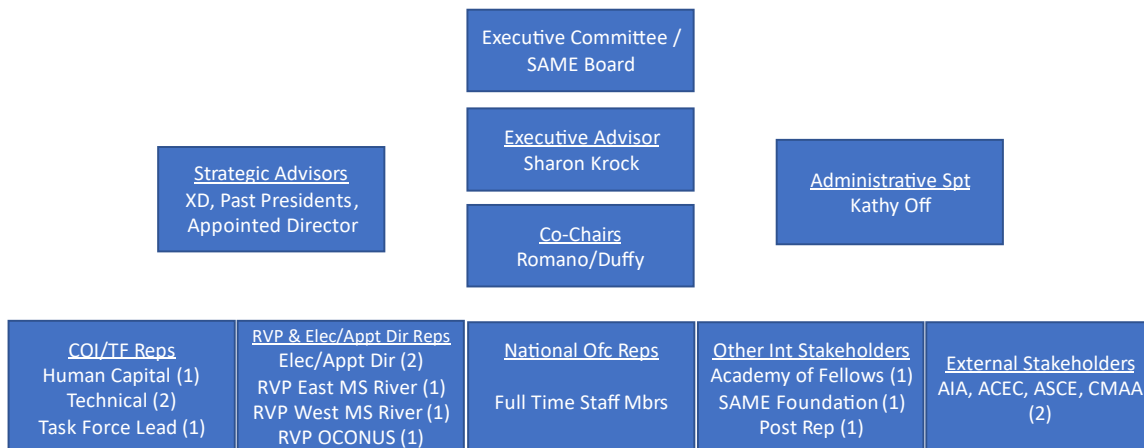 Executive Committee /
SAME Board
Executive Advisor
Sharon Krock
Strategic Advisors
XD, Past Presidents,
Appointed Director
Administrative Spt
Kathy Off
Co-Chairs
Romano/Duffy
COI/TF Reps
Human Capital (1)
Technical (2)
Task Force Lead (1)
RVP & Elec/Appt Dir Reps
Elec/Appt Dir (2)
RVP East MS River (1)
RVP West MS River (1)
RVP OCONUS (1)
National Ofc Reps
Full Time Staff Mbrs
Other Int Stakeholders
Academy of Fellows (1)
SAME Foundation (1)
Post Rep (1)
External Stakeholders
AIA, ACEC, ASCE, CMAA
(2)